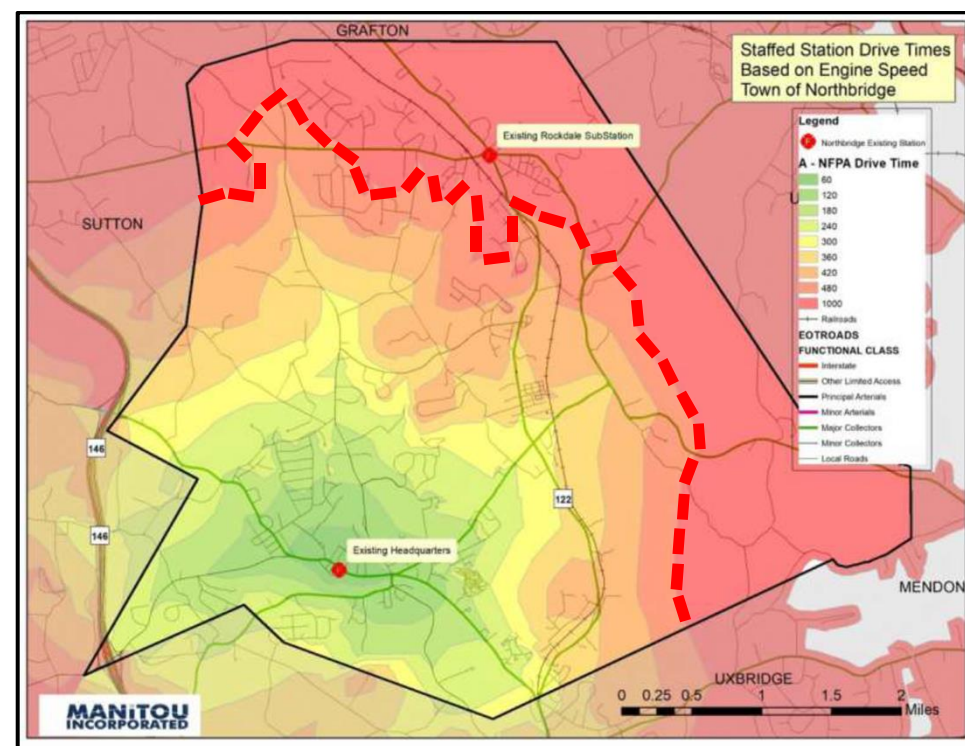 GRAFTON
Staffed Station Drive Times
Based on Engine Speed
Town of Northbridge
Legend
Northbridge Existing Station
A - NFPA Drive Time
60
120
180
240
300
360
420
480
1000
Railroads
EOTROADS
FUNCTIONAL CLASS
Interstate
Other Limited Access
Principal Arterials
Minor Arterials
Major Collectors
Minor Collectors
Local Roads
Existing Rockdale SubStation
SUTTON
U
146
122
146
Existing Headquarters
MENDON
UXBRIDGE
0 0.25 0.5 1 1.5 2
Miles
MANITOU
INCORPORATED